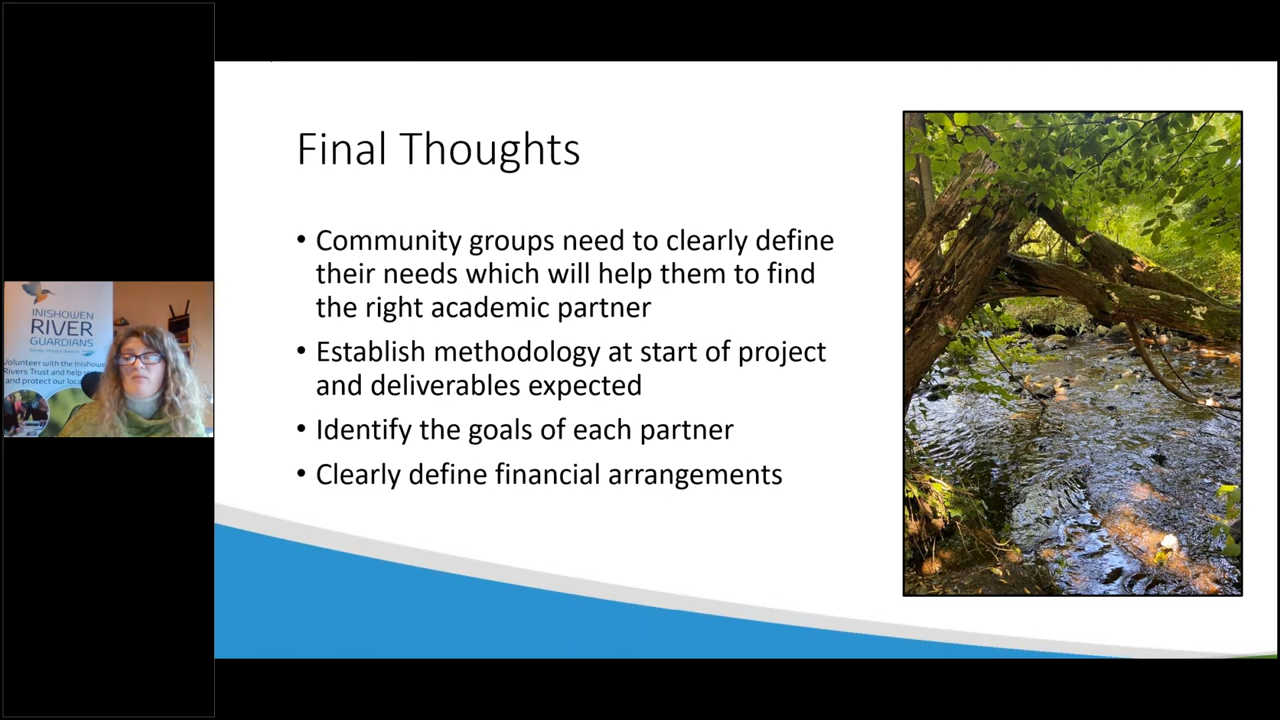 Final Thoughts
• Community groups need to clearly define
their needs which will help them to find
the right academic partner
• Establish methodology at start of project
and deliverables expected
• Identify the goals of each partner
• Clearly define financial arrangements
INISHOWEN
RIVER
GUARDIANS
Volunteer with the Inishowe
Rivers Trust and help
and protect our loca